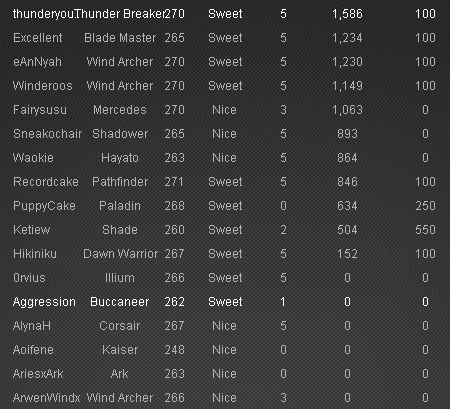 thunderyouThunder Breaker 270 Sweet 5 1,586 100
Excellent Blade Master 265 Sweet 5 1,234 100
eAnNyah Wind Archer 270 Sweet 5 1,230 100
Winderoos Wind Archer 270 Sweet 5 1,149 100
Fairysusu Mercedes 270 Nice 3 1,063 0
Sneakochair Shadower 265 Nice 5 893 0
Waokie Hayato 263 Nice 5 864 0
Recordcake Pathfinder 271 Sweet 5 846 100
PuppyCake Paladin 268 Sweet 0 634 250
Ketiew Shade 260 Sweet 2 504 550
Hikiniku Dawn Warrior 267 Sweet 5 152 100
0rvius Illium 266 Sweet 5 0 0
Aggression Buccaneer 262 Sweet 1 0 0
AlynaH Corsair 267 Nice 5 0 0
Aoifene Kaiser 248 Nice 0 0 0
AriesxArk Ark 263 Nice 0 0 0
ArwenWindx Wind Archer 266 Nice 3 0 0